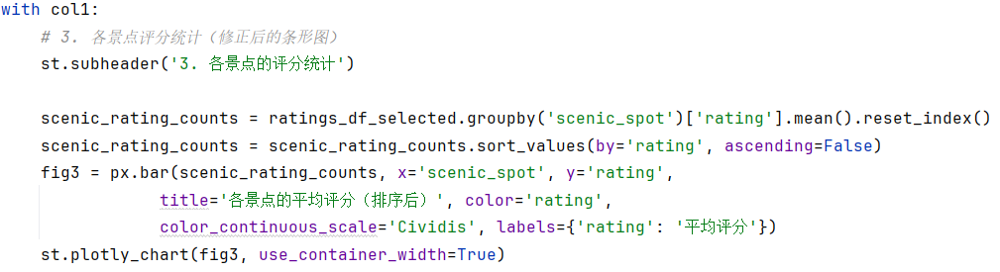 with col1:
    # 3. 各景点评分统计（修正后的条形图）
    st.subheader('3. 各景点的评分统计')

    scenic_rating_counts = ratings_df_selected.groupby('scenic_spot')['rating'].mean().reset_index()
    scenic_rating_counts = scenic_rating_counts.sort_values(by='rating', ascending=False)
    fig3 = px.bar(scenic_rating_counts, x='scenic_spot', y='rating',
                title='各景点的平均评分（排序后）', color='rating',
                color_continuous_scale='Cividis', labels={'rating': '平均评分'})
    st.plotly_chart(fig3, use_container_width=True)